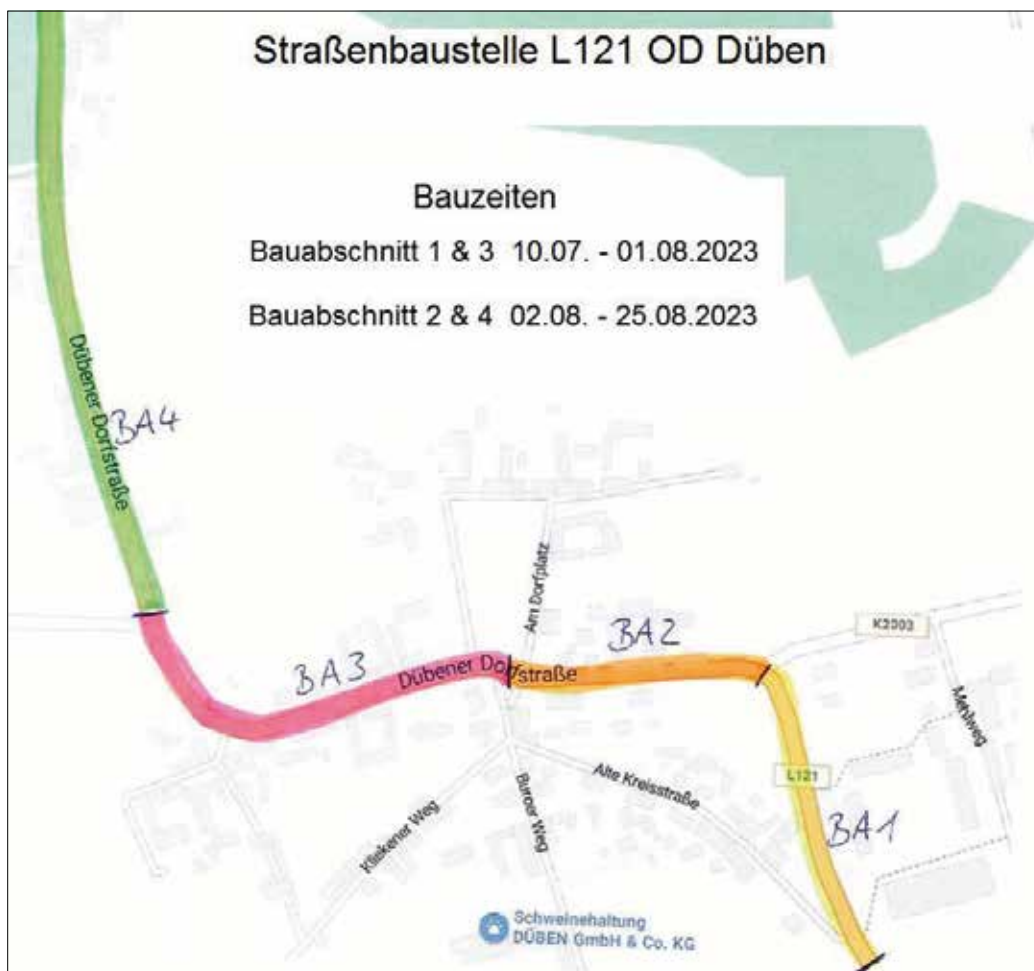 Straßenbaustelle L121 OD Düben
Bauzeiten
Bauabschnitt 1 & 3 10.07. - 01.08.2023
Bauabschnitt 2 & 4 02.08. - 25.08.2023
Dübener Dorfstraße
BA4
Am Dorfplatz
BA2
K2003
BA3
Dübener Dorfstraße
Mehlweg
L121
Alte Kreisstraße
Buroer Weg
Kliekener Weg
BA1
Schweinehaltung
DÜBEN GmbH & Co. KG